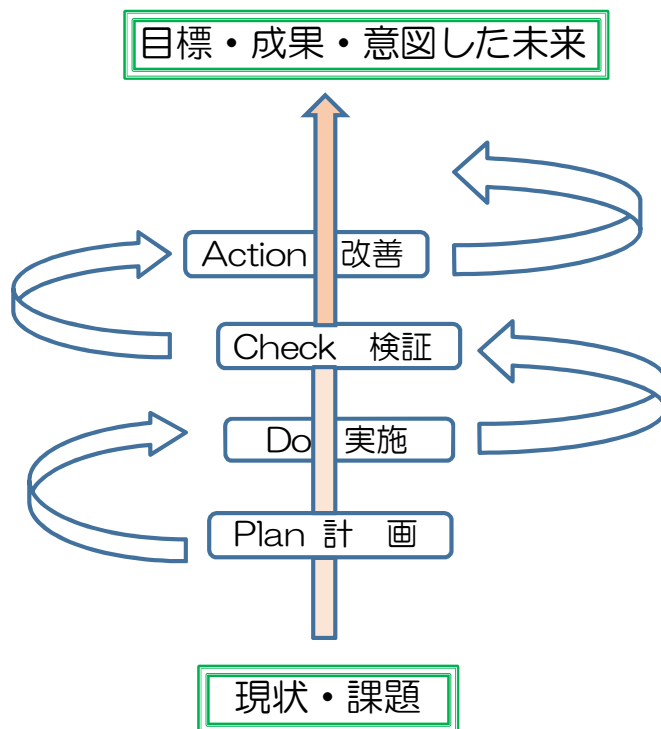 目標・成果・意図した未来
Action 改善
Check 検証
Do 実施
Plan 計 画
現状・課題